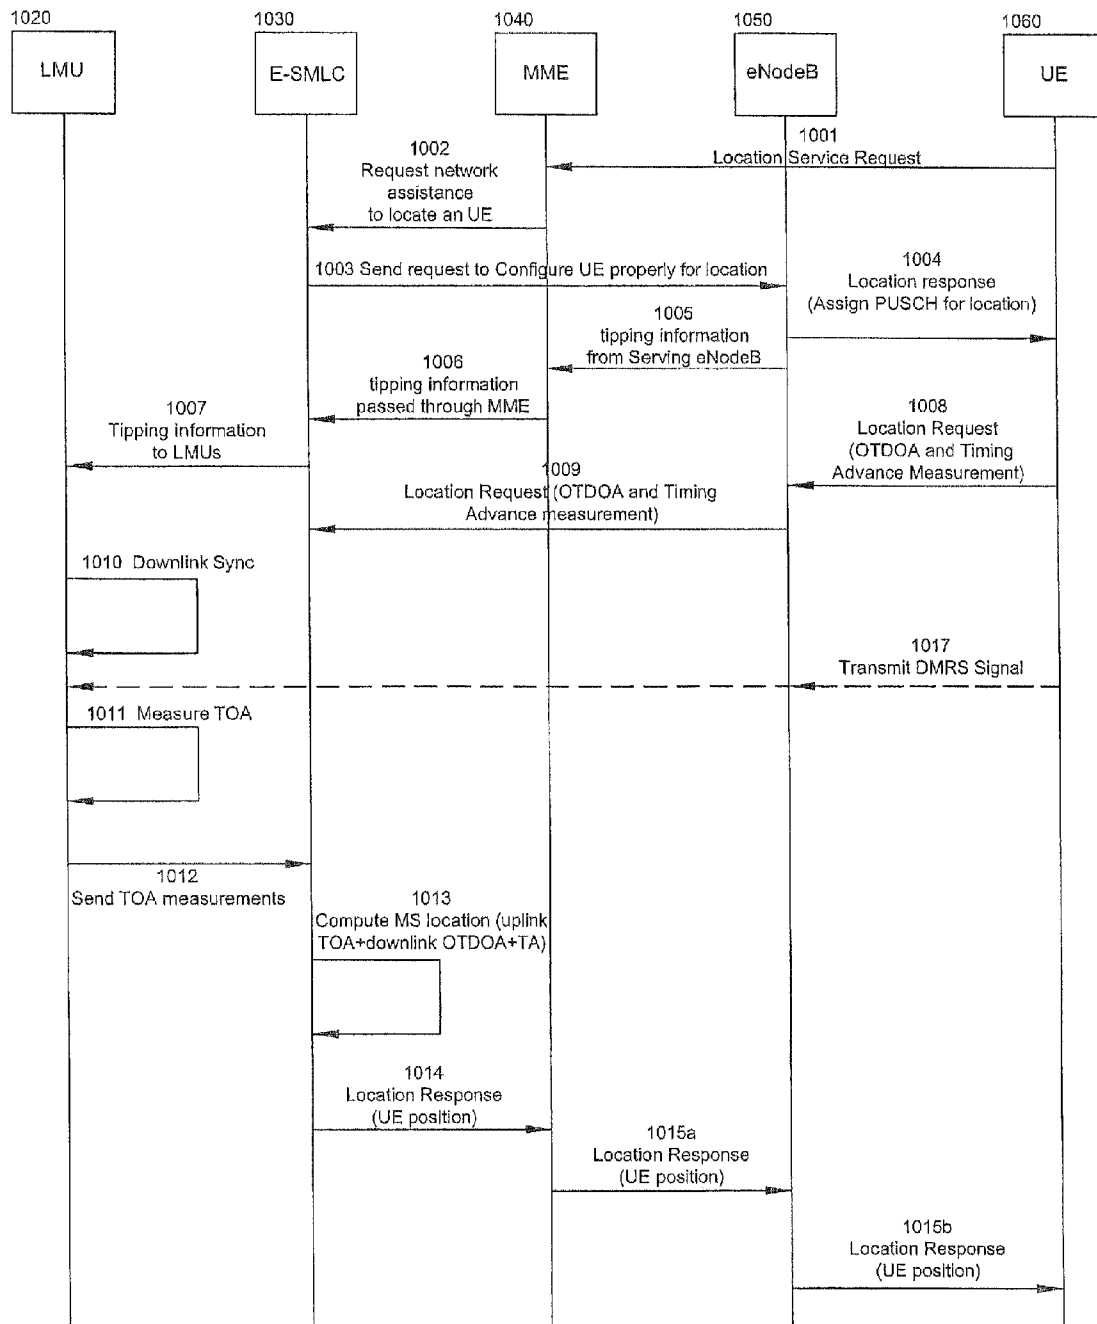 1020
1030
1040
1050
1060
LMU
E-SMLC
MME
eNodeB
UE
1001
Location Service Request
1002
Request network
assistance
to locate an UE
1003 Send request to Configure UE properly for location
1004
Location response
(Assign PUSCH for location)
1005
tipping information
from Serving eNodeB
1006
tipping information
passed through MME
1007
Tipping information
to LMUs
1008
Location Request
(OTDOA and Timing
Advance Measurement)
1009
Location Request (OTDOA and Timing
Advance measurement)
1010 Downlink Sync
1017
Transmit DMRS Signal
1011 Measure TOA
1012
Send TOA measurements
1013
Compute MS location (uplink
TOA+downlink OTDOA+TA)
1014
Location Response
(UE position)
1015a
Location Response
(UE position)
1015b
Location Response
(UE position)